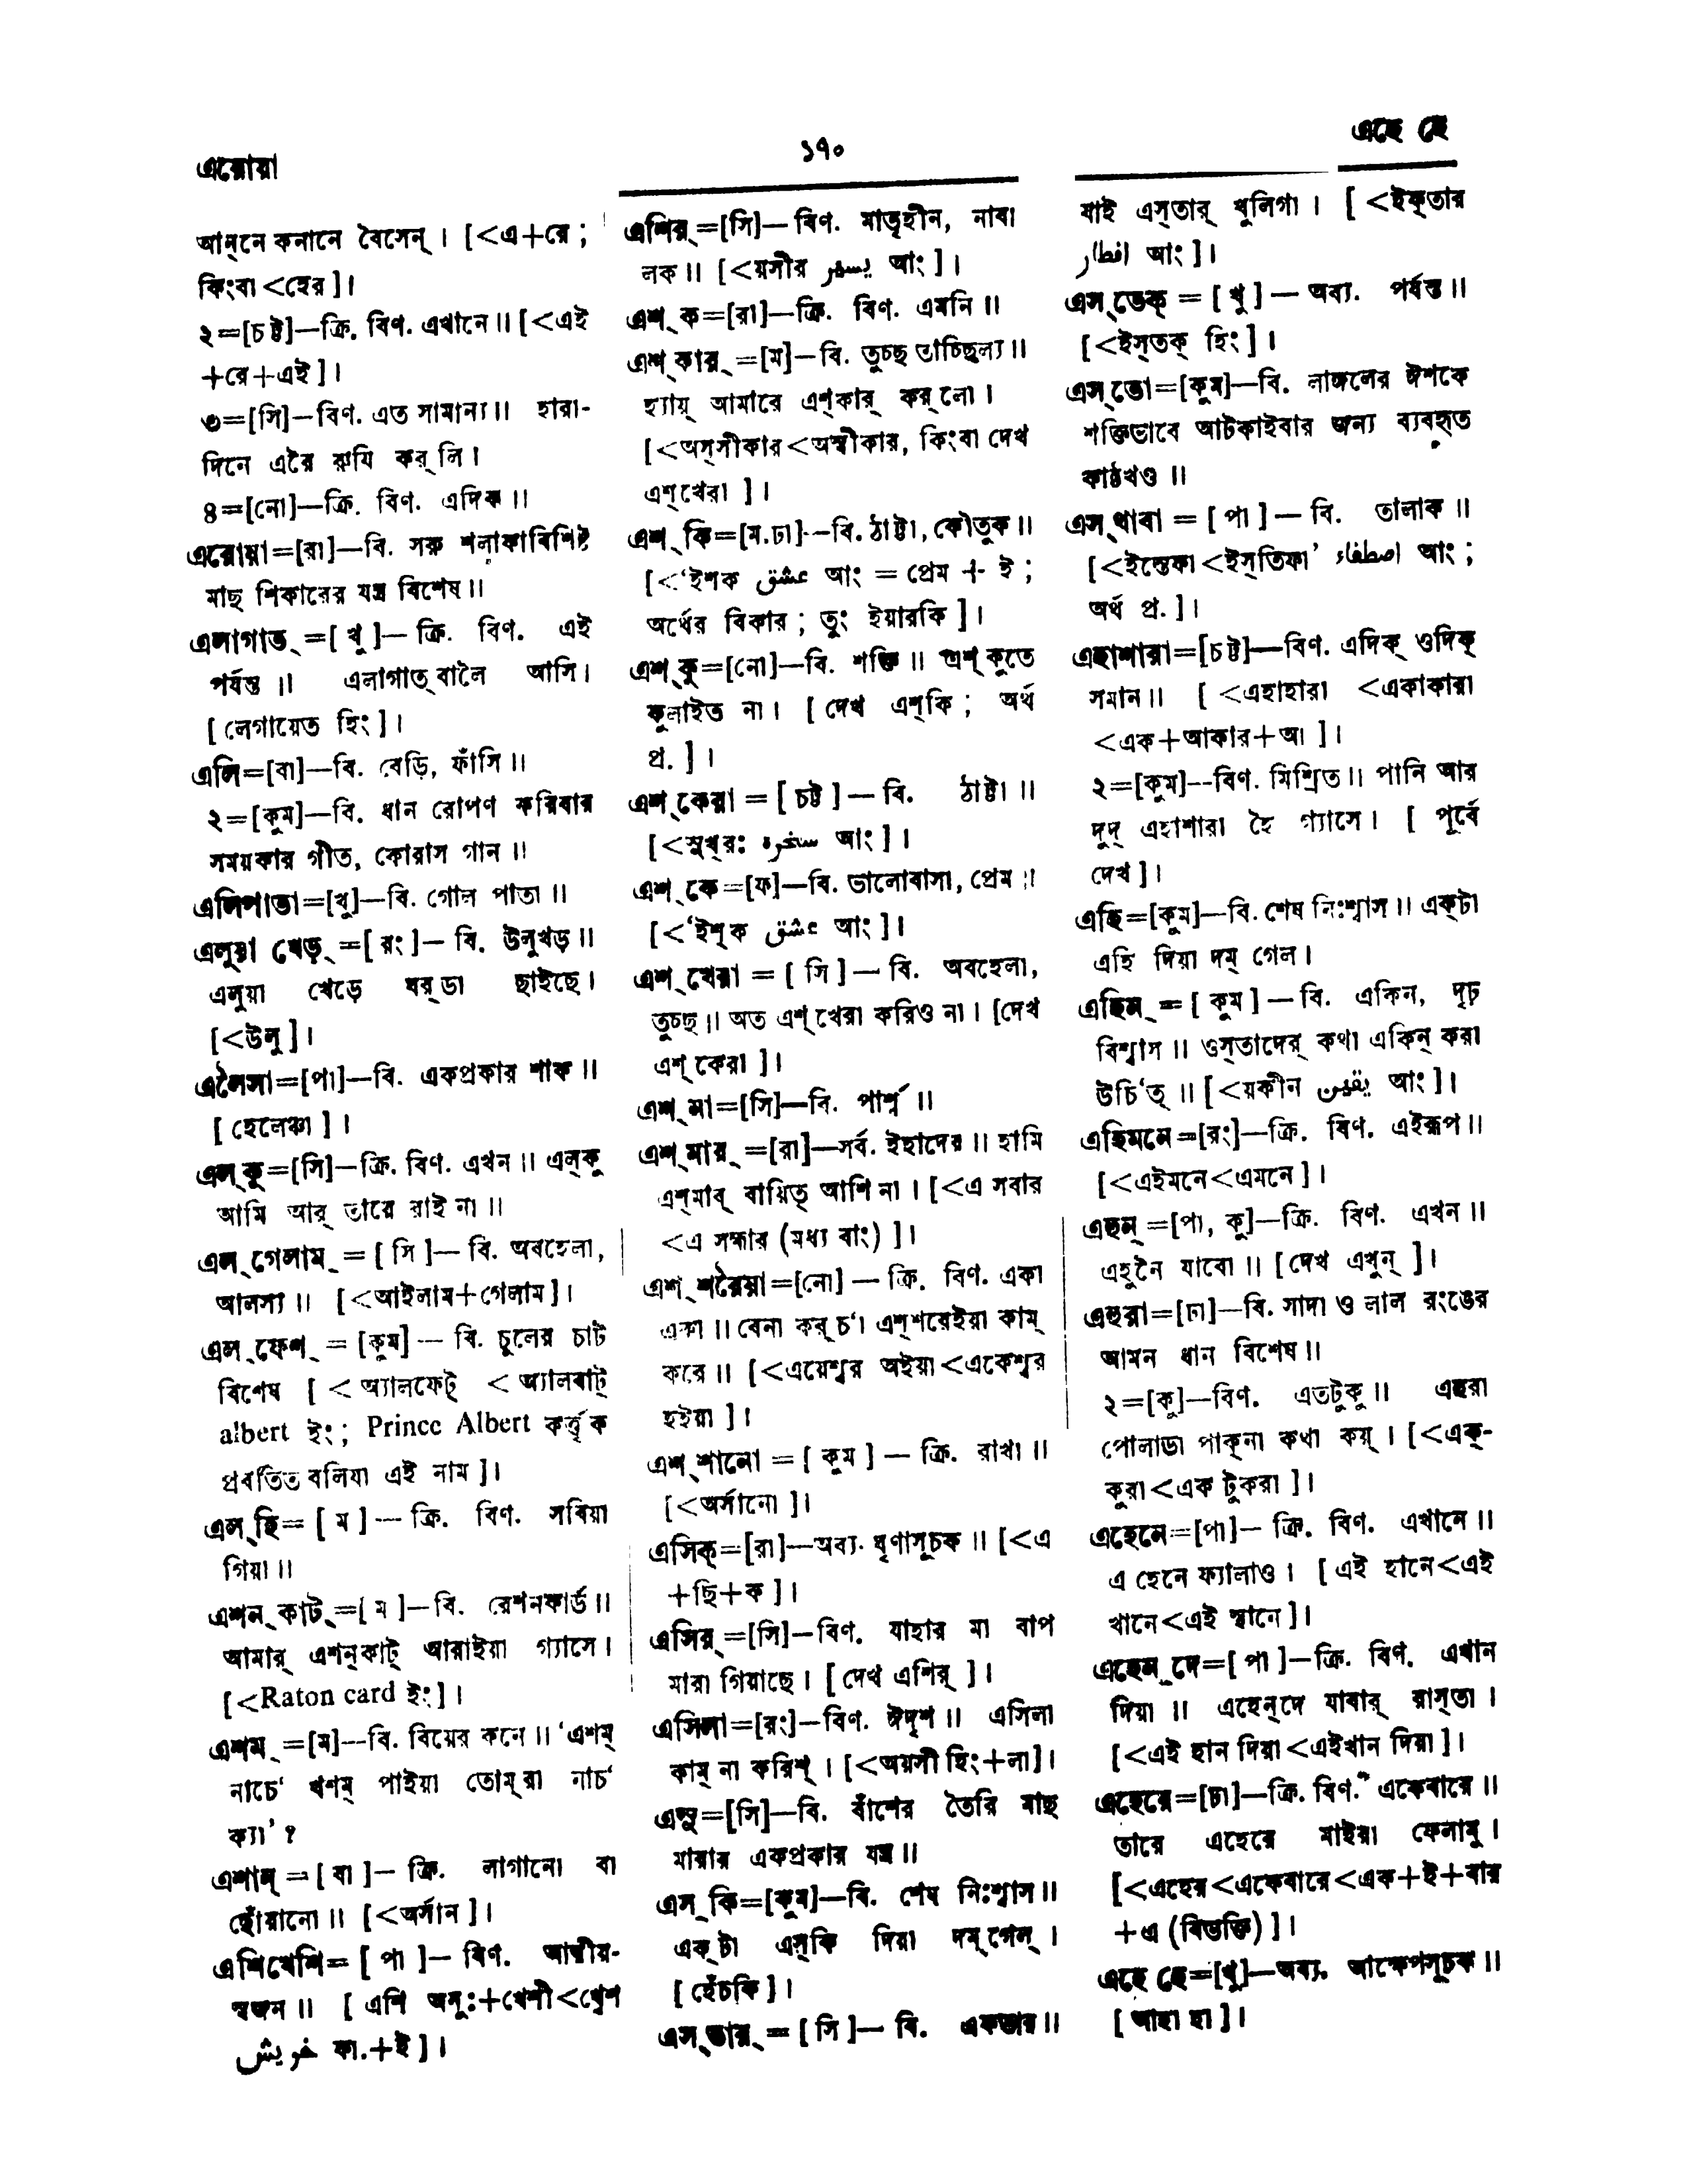 এরোয়া
১৭০
এহে হে
আন্‌নে কনানে বৈসেন্। [<এ+রে ;
কিংবা <হের]।
২=[চট্ট]—ক্রি. বিণ. এখানে॥ [<এই
+রে+এই]।
৩=[সি]—বিণ. এত সামান্য॥ হারা-
দিনে এরৈ রুযি কর্‌লি।
৪=[নো]—ক্রি. বিণ. এদিক॥
এরোয়া=[রা]—বি. সরু শলাকাবিশিষ্ট
মাছ শিকারের যন্ত্র বিশেষ॥
এলাগাত্=[খু]—ক্রি. বিণ. এই
পর্যন্ত॥ এলাগাত্ বালৈ আসি।
[লেগায়েত হিং]।
এলি=[বা]—বি. বেড়ি, ফাঁসি॥
২=[কুম]—বি. ধান রোপণ করিবার
সময়কার গীত, কোরাস গান॥
এলিপাতা=[খু]—বি. গোল পাতা॥
এলুয়া খেড়্=[রং]—বি. উলুখড়॥
এলুয়া খেড়ে ঘর্‌ডা ছাইছে।
[<উলু]।
এলৈসা=[পা]—বি. একপ্রকার শাক॥
[হেলেঞ্চা]।
এল্‌কু=[সি]—ক্রি. বিণ. এখন॥ এল্‌কু
আমি আর্ তারে রাই না॥
এল্‌গেলাম্=[সি]—বি. অবহেলা,
আলস্য॥ [<আইলাম+গেলাম]।
এল্‌ফেশ্=[কুম]—বি. চুলের চাট
বিশেষ [<অ্যালফেট্ <অ্যালবাট্
albert ইং; Prince Albert কর্ত্তৃক
প্রবর্তিত বলিয়া এই নাম]।
এল্‌হি=[ম]—ক্রি. বিণ. সরিয়া
গিয়া॥
এশন্‌কাট্=[ম]—বি. রেশনকার্ড॥
আমার্ এশন্‌কাট্ আরাইয়া গ্যাসে।
[<Raton card ইং]।
এশম্=[ম]—বি. বিয়ের কনে॥ ‘এশম্
নাচে‘ খশম্ পাইয়া তোম্‌রা নাচ‘
ক্যা’ ?
এশান্=[বা]—ক্রি. লাগানো বা
ছোঁয়ানো॥ [<অর্সান]।
এশিখেশি=[পা]—বিণ. আত্মীয়-
স্বজন॥ [এশি অনুঃ+খেশী<খ্বেশ
خویش ফা.+ই]।
এশির্=[সি]—বিণ. মাতৃহীন, নাবা
লক॥ [<য়সীর يسير আং]।
এশ্‌ক=[রা]—ক্রি. বিণ. এমনি॥
এশ্‌কার্=[ম]—বি. তুচ্ছ তাচ্ছিল্য॥
হ্যায়্ আমারে এশ্‌কার্ কর্‌লো।
[<অস্‌সীকার<অস্বীকার, কিংবা দেখ
এশ্‌খেরা]।
এশ্‌কি=[ম.ঢা]—বি. ঠাট্টা, কৌতুক॥
[<‘ইশক عشق আং = প্রেম + ই ;
অর্থের বিকার ; তুং ইয়ারকি]।
এশ্‌কু=[নো]—বি. শক্তি॥ এশ্‌কুতে
কুলাইত না। [দেখ এশ্‌কি ; অর্থ
প্র.]।
এশ্‌কেরা=[চট্ট]—বি. ঠাট্টা॥
[<সুখ্‌রঃ سخره আং]।
এশ্‌কে=[ফ]—বি. ভালোবাসা, প্রেম॥
[<‘ইশ্‌ক عشق আং]।
এশ্‌খেরা=[সি]—বি. অবহেলা,
তুচ্ছ॥ অত এশ্‌খেরা করিও না। [দেখ
এশ্‌কেরা]।
এশ্‌মা=[সি]—বি. পার্শ্ব॥
এশ্‌মার্=[রা]—সর্ব. ইহাদের॥ হামি
এশ্‌মার্ বায়িত্ আশি না। [<এ সবার
<এ সহ্মার (মধ্য বাং)]।
এশ্‌শরৈয়া=[নো]—ক্রি. বিণ. একা
একা॥ বেনা কর্‌চ‘। এশ্‌শরেইয়া কাম্
করে॥ [<এয়েশ্বর অইয়া<একেশ্বর
হইয়া]।
এশ্‌শানো=[কুম]—ক্রি. রাখা॥
[<অর্সানো]।
এসিক্=[রা]—অব্য. ঘৃণাসূচক॥ [<এ
+ছি+ক]।
এসির্=[সি]—বিণ. যাহার মা বাপ
মারা গিয়াছে। [দেখ এশির্]।
এসিলা=[রং]—বিণ. ঈদৃশ॥ এসিলা
কাম্ না করিশ্। [<অয়সী হিং+লা]।
এসু=[সি]—বি. বাঁশের তৈরি মাছ
মারার একপ্রকার যন্ত্র॥
এস্‌কি=[কুম]—বি. শেষ নিঃশ্বাস॥
এক্‌টা এস্‌কি দিয়া দম্ গেল্।
[হেঁচকি]।
এস্‌তার্=[সি]—বি. একতার॥
যাই এস্‌তার্ খুলিগা। [<ইক্‌তার
افطار আং]।
এস্‌তেক্=[খু]—অব্য. পর্যন্ত॥
[<ইস্‌তক্ হিং]।
এস্‌তো=[কুম]—বি. লাঙ্গলের ঈশকে
শক্তিভাবে আটকাইবার জন্য ব্যবহৃত
কাষ্ঠখণ্ড॥
এস্‌থাবা=[পা]—বি. তালাক॥
[<ইস্তেফা<ইস্‌তিফা’ اصطفاء আং ;
অর্থ প্র.]।
এহাশারা=[চট্ট]—বিণ. এদিক্ ওদিক্
সমান॥ [<এহাহারা <একাকারা
<এক+আকার+আ]।
২=[কুম]—বিণ. মিশ্রিত॥ পানি আর
দুদ্ এহাশারা হৈ গ্যাসে। [পূর্বে
দেখ]।
এহি=[কুম]—বি. শেষ নিঃশ্বাস॥ এক্‌টা
এহি দিয়া দম্ গেল।
এহিন্=[কুম]—বি. একিন, দৃঢ়
বিশ্বাস॥ ওস্‌তাদের্ কথা একিন্ করা
উচি‘ত্॥ [<য়কীন يقين আং]।
এহিমনে=[রং]—ক্রি. বিণ. এইরূপ॥
[<এইমনে<এমনে]।
এহুন্=[পা, কু]—ক্রি. বিণ. এখন॥
এহুনৈ যাবো॥ [দেখ এখুন্]।
এহুরা=[ঢা]—বি. সাদা ও লাল রংঙের
আমন ধান বিশেষ॥
২=[কু]—বিণ. এতটুকু॥ এহুরা
পোলাডা পাক্‌না কথা কয়্। [<এক্-
কুরা<এক টুকরা]।
এহেনে=[পা]—ক্রি. বিণ. এখানে॥
এ হেনে ফ্যালাও। [এই হানে<এই
খানে<এই স্থানে]।
এহেন্‌দে=[পা]—ক্রি. বিণ. এখান
দিয়া॥ এহেন্‌দে যাবার্ রাস্‌তা।
[<এই হান দিয়া<এইখান দিয়া]।
এহেরে=[ঢা]—ক্রি. বিণ. একেবারে॥
তারে এহেরে মাইরা ফেলামু।
[<এহের<একেবারে<এক+ই+বার
+এ (বিভক্তি)]।
এহে হে=[খু]—অব্য. আক্ষেপসূচক॥
[আহা হা]।